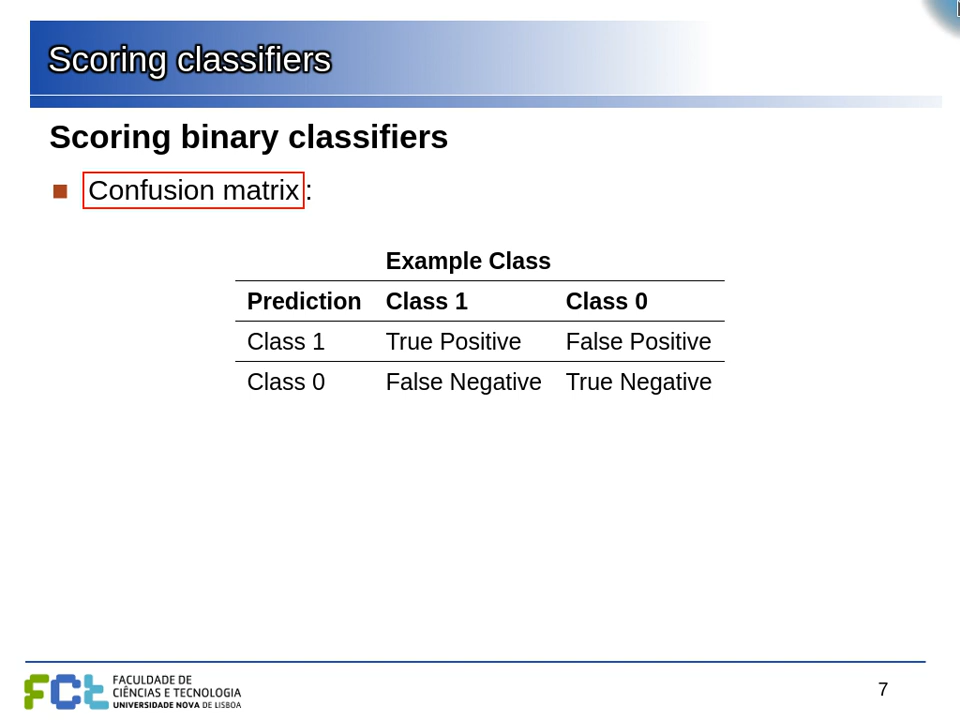 Scoring classifiers
Scoring binary classifiers
Confusion matrix:
Example Class
Prediction Class 1 Class 0
Class 1 True Positive False Positive
Class 0 False Negative True Negative
FCt FACULDADE DE
CIÊNCIAS E TECNOLOGIA
UNIVERSIDADE NOVA DE LISBOA
7